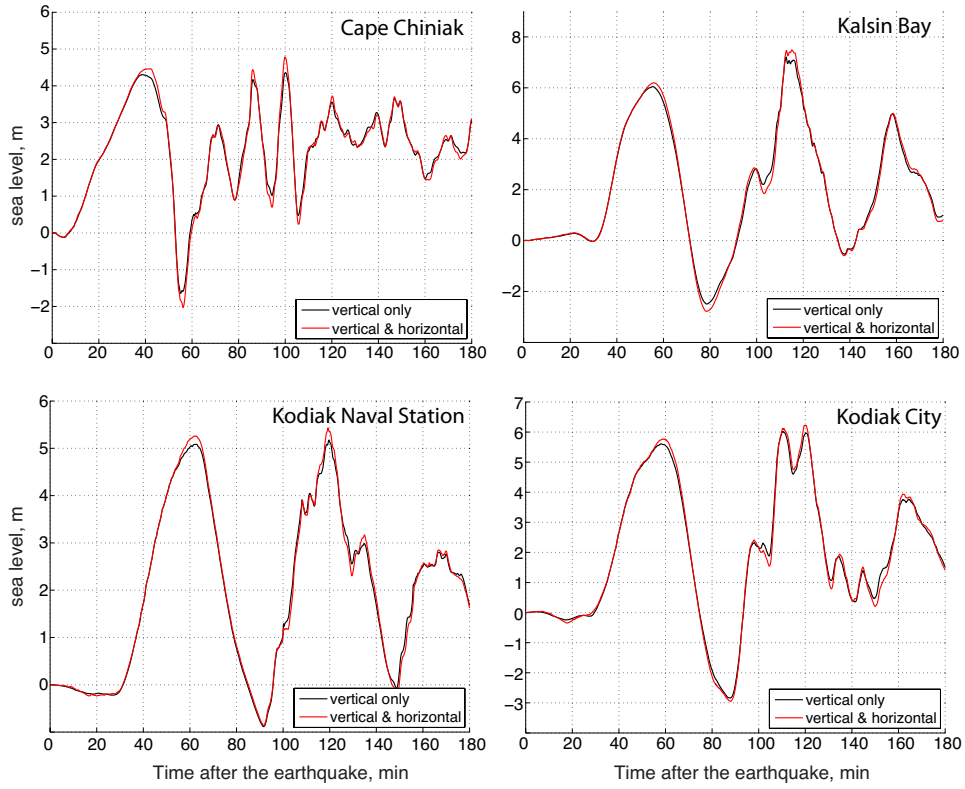 Cape Chiniak
6
5
4
3
2
1
0
−1
−2
sea level, m
vertical only
vertical & horizontal
0 20 40 60 80 100 120 140 160 180
Kalsin Bay
8
6
4
2
0
−2
vertical only
vertical & horizontal
0 20 40 60 80 100 120 140 160 180
Kodiak Naval Station
6
5
4
3
2
1
0
sea level, m
vertical only
vertical & horizontal
0 20 40 60 80 100 120 140 160 180
Time after the earthquake, min
Kodiak City
7
6
5
4
3
2
1
0
−1
−2
−3
vertical only
vertical & horizontal
0 20 40 60 80 100 120 140 160 180
Time after the earthquake, min